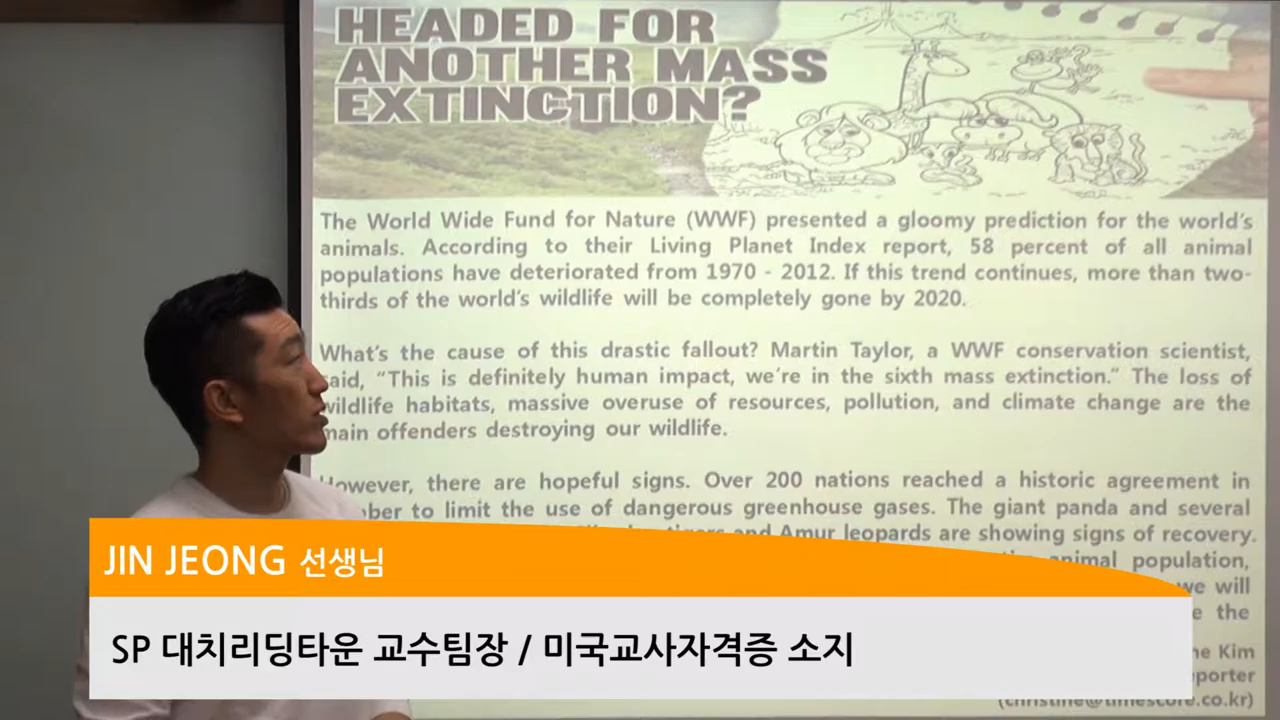 HEADED FOR
ANOTHER MASS
EXTINCTION?
The World Wide Fund for Nature (WWF) presented a gloomy prediction for the world's
animals. According to their Living Planet Index report, 58 percent of all animal
populations have deteriorated from 1970 - 2012. If this trend continues, more than two-
thirds of the world's wildlife will be completely gone by 2020.
What's the cause of this drastic fallout? Martin Taylor, a WWF conservation scientist,
said, “This is definitely human impact, we're in the sixth mass extinction.” The loss of
wildlife habitats, massive overuse of resources, pollution, and climate change are the
main offenders destroying our wildlife.
However, there are hopeful signs. Over 200 nations reached a historic agreement in
to limit the use of dangerous greenhouse gases. The giant panda and several
tigers and Amur leopards are showing signs of recovery.
animal population,
we will
the
Kim
(christine@timescore.co.kr)
JIN JEONG 선생님
SP 대치리딩타운 교수팀장 / 미국교사자격증 소지